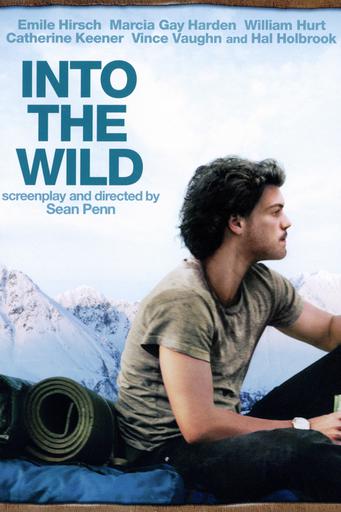 Emile Hirsch Marcia Gay Harden William Hurt
Catherine Keener Vince Vaughn and Hal Holbrook
INTO
THE
WILD
screenplay and directed by
Sean Penn